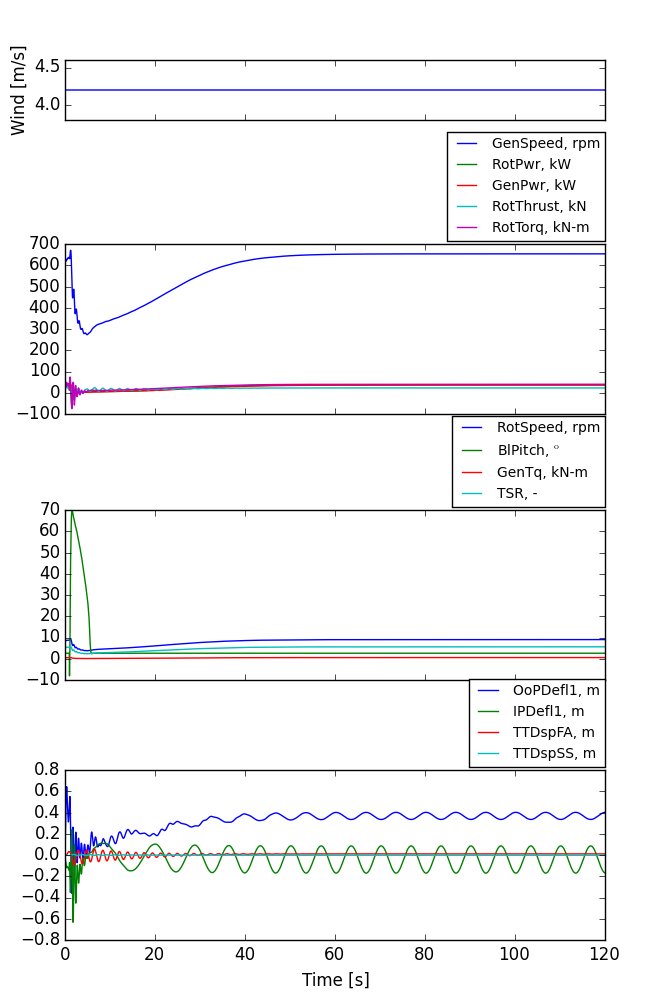 Wind [m/s]
4.5
4.0
GenSpeed, rpm
RotPwr, kW
GenPwr, kW
RotThrust, kN
RotTorq, kN-m
700
600
500
400
300
200
100
0
−100
RotSpeed, rpm
BlPitch, °
GenTq, kN-m
TSR, -
70
60
50
40
30
20
10
0
−10
OoPDefl1, m
IPDefl1, m
TTDspFA, m
TTDspSS, m
0.8
0.6
0.4
0.2
0.0
−0.2
−0.4
−0.6
−0.8
0 20 40 60 80 100 120
Time [s]